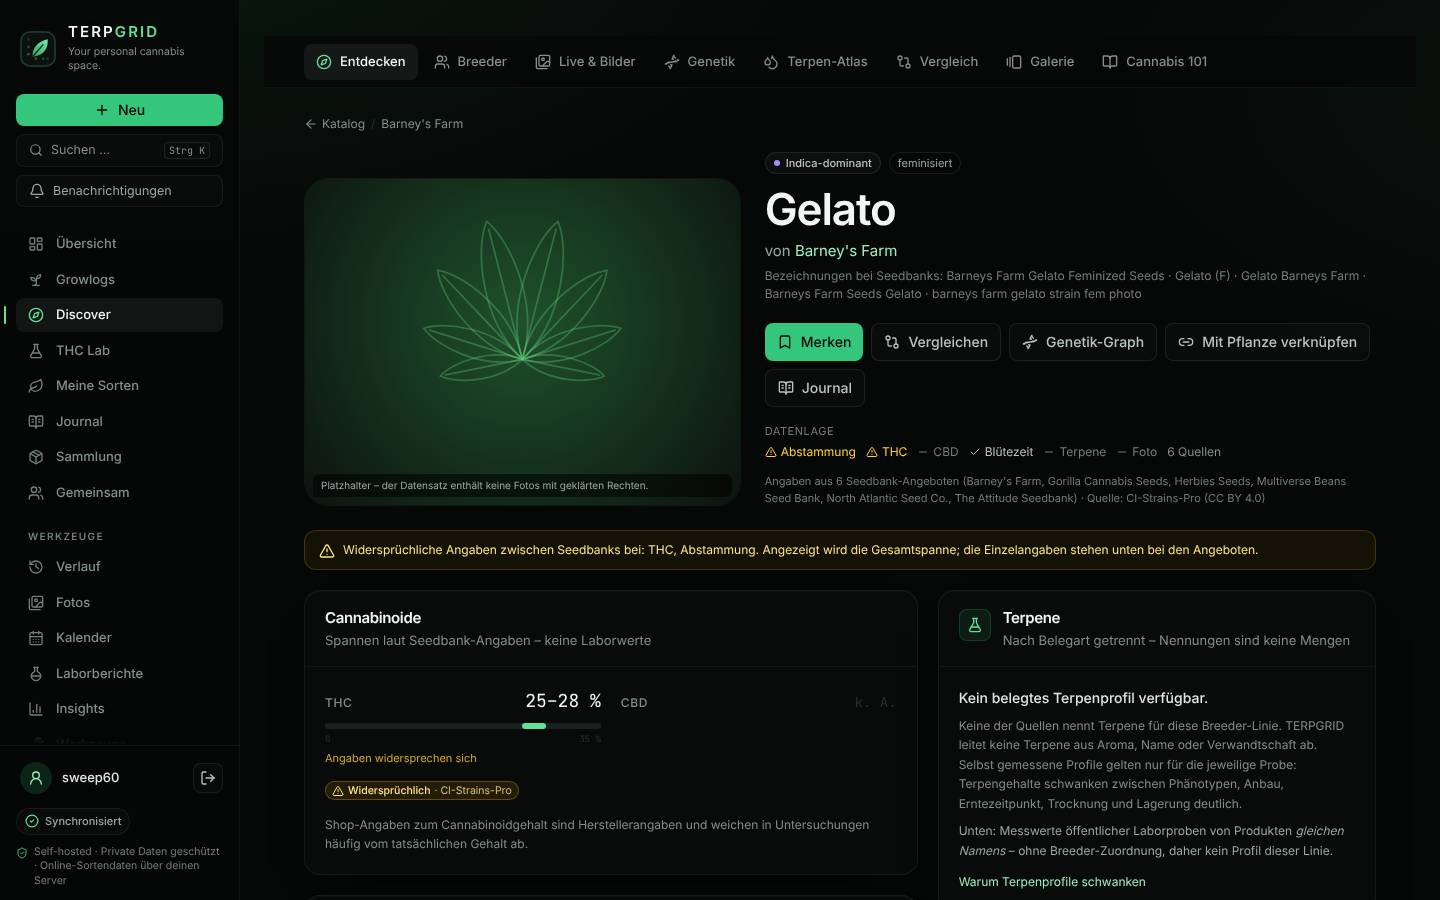 TERPGRID
Your personal cannabis
space.
Neu
Suchen ...
Strg K
Benachrichtigungen
Übersicht
Growlogs
Discover
THC Lab
Meine Sorten
Journal
Sammlung
Gemeinsam
WERKZEUGE
Verlauf
Fotos
Kalender
Laborberichte
Insights
sweep60
Synchronisiert
Self-hosted · Private Daten geschützt
· Online-Sortendaten über deinen
Server
Entdecken
Breeder
Live & Bilder
Genetik
Terpen-Atlas
Vergleich
Galerie
Cannabis 101
Katalog / Barney's Farm
Platzhalter – der Datensatz enthält keine Fotos mit geklärten Rechten.
Indica-dominant
feminisiert
Gelato
von Barney's Farm
Bezeichnungen bei Seedbanks: Barneys Farm Gelato Feminized Seeds · Gelato (F) · Gelato Barneys Farm ·
Barneys Farm Seeds Gelato · barneys farm gelato strain fem photo
Merken
Vergleichen
Genetik-Graph
Mit Pflanze verknüpfen
Journal
DATENLAGE
Abstammung THC – CBD ✓ Blütezeit – Terpene – Foto 6 Quellen
Angaben aus 6 Seedbank-Angeboten (Barney's Farm, Gorilla Cannabis Seeds, Herbies Seeds, Multiverse Beans
Seed Bank, North Atlantic Seed Co., The Attitude Seedbank) · Quelle: CI-Strains-Pro (CC BY 4.0)
Widersprüchliche Angaben zwischen Seedbanks bei: THC, Abstammung. Angezeigt wird die Gesamtspanne; die Einzelangaben stehen unten bei den Angeboten.
Cannabinoide
Spannen laut Seedbank-Angaben – keine Laborwerte
THC
25–28 %
CBD
k. A.
0
35 %
Angaben widersprechen sich
Widersprüchlich · CI-Strains-Pro
Shop-Angaben zum Cannabinoidgehalt sind Herstellerangaben und weichen in Untersuchungen
häufig vom tatsächlichen Gehalt ab.
Terpene
Nach Belegart getrennt – Nennungen sind keine Mengen
Kein belegtes Terpenprofil verfügbar.
Keine der Quellen nennt Terpene für diese Breeder-Linie. TERPGRID
leitet keine Terpene aus Aroma, Name oder Verwandtschaft ab.
Selbst gemessene Profile gelten nur für die jeweilige Probe:
Terpengehalte schwanken zwischen Phänotypen, Anbau,
Erntezeitpunkt, Trocknung und Lagerung deutlich.
Unten: Messwerte öffentlicher Laborproben von Produkten gleichen
Namens – ohne Breeder-Zuordnung, daher kein Profil dieser Linie.
Warum Terpenprofile schwanken